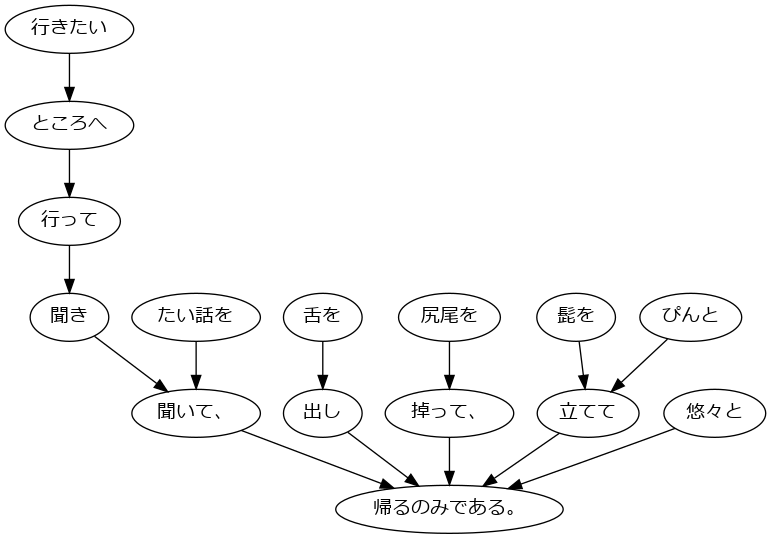 行きたい
ところへ
行って
聞き
たい話を
舌を
尻尾を
髭を
ぴんと
聞いて、
出し
掉って、
立てて
悠々と
帰るのみである。